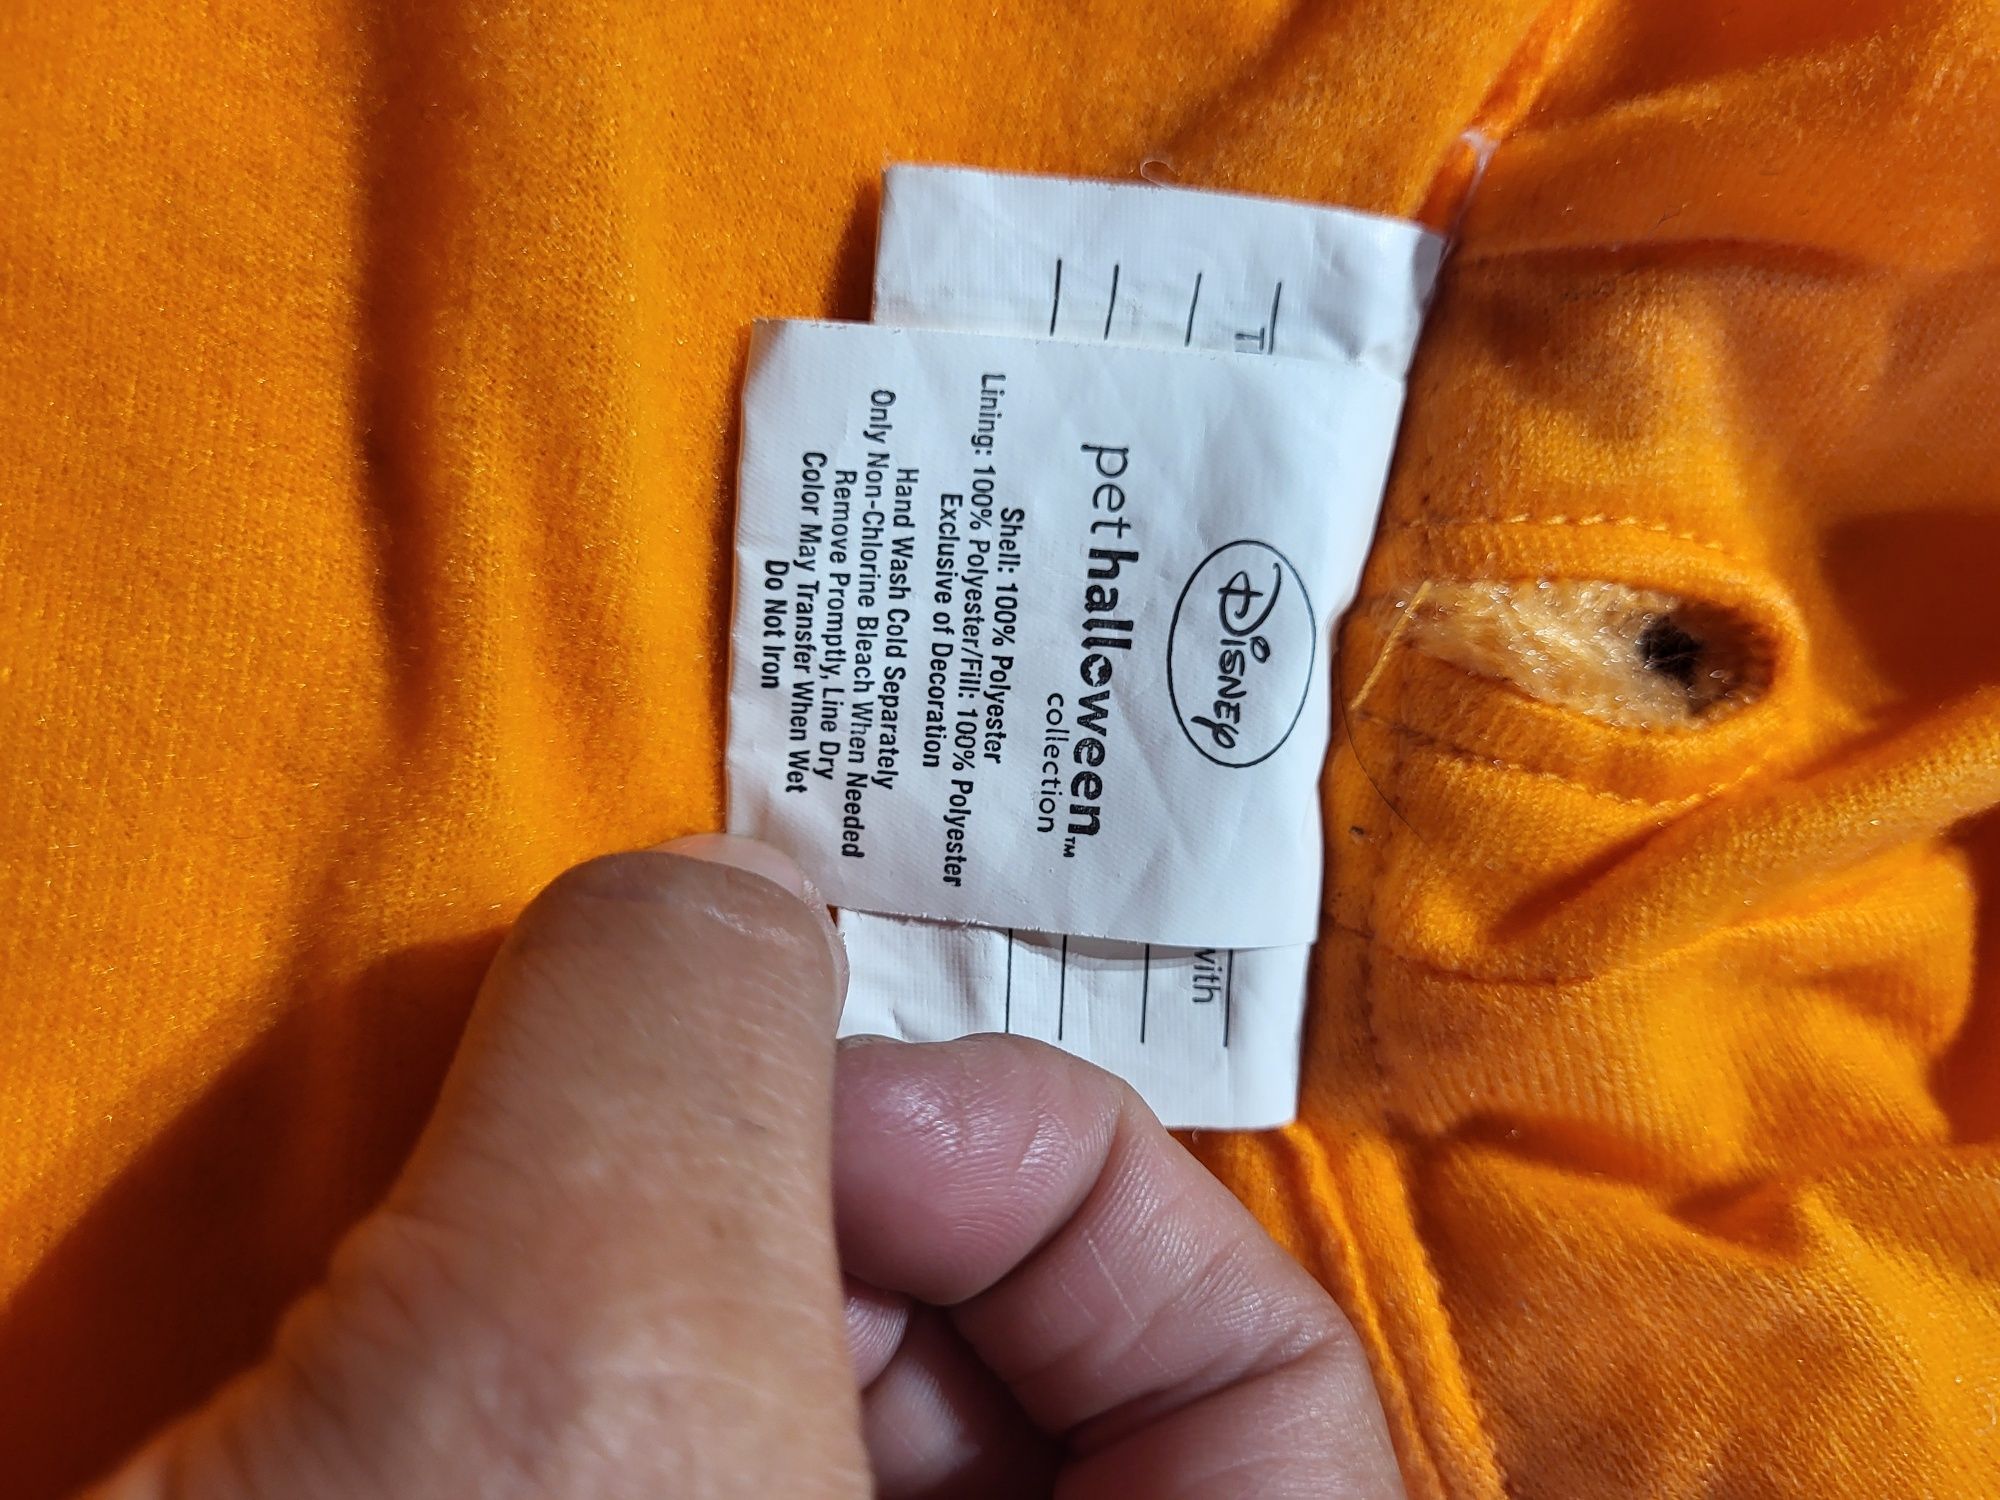 Disney
pet halloween™
collection
Shell: 100% Polyester
Lining: 100% Polyester/Fill: 100% Polyester
Exclusive of Decoration
Hand Wash Cold Separately
Only Non-Chlorine Bleach When Needed
Remove Promptly, Line Dry
Color May Transfer When Wet
Do Not Iron
with